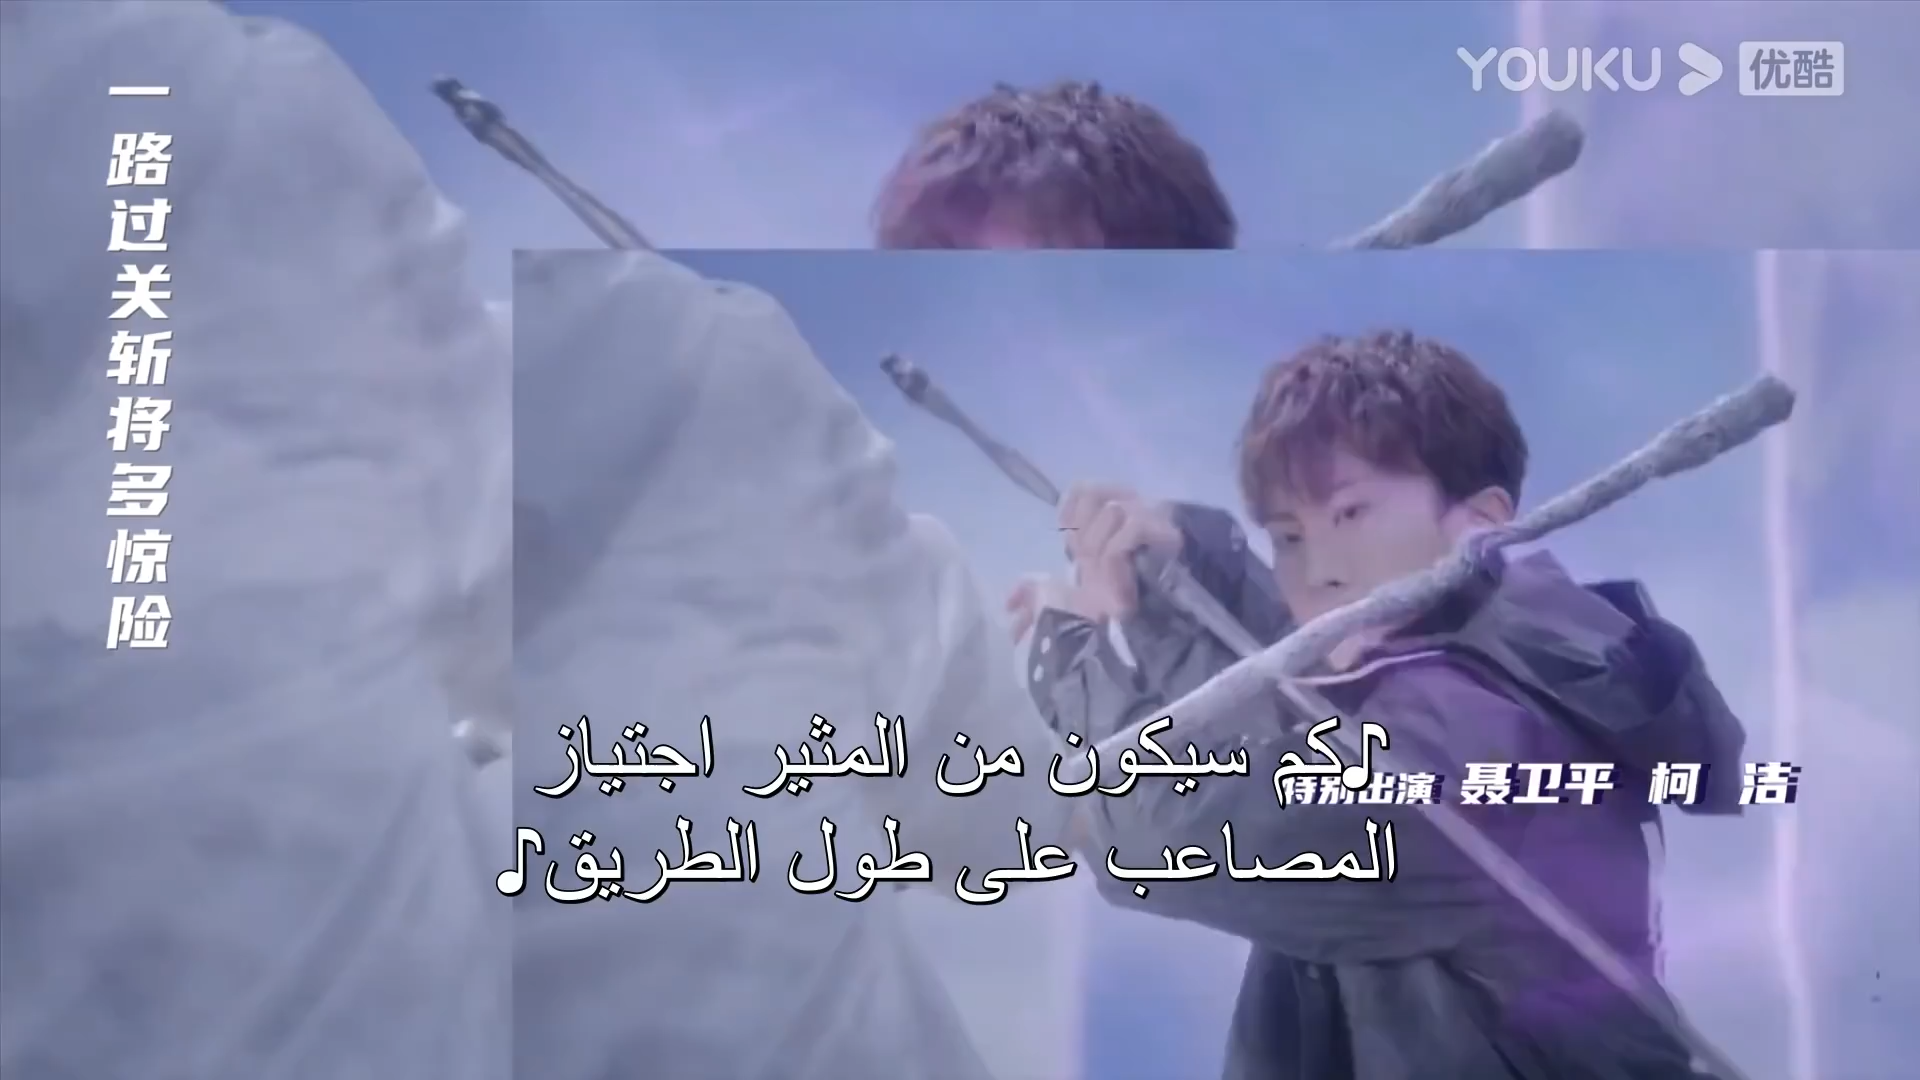 YOUKU 优酷
一路过关斩将多惊险
♪كم سيكون من المثير اجتياز
المصاعب على طول الطريق♪
特别出演 聂卫平 柯 洁